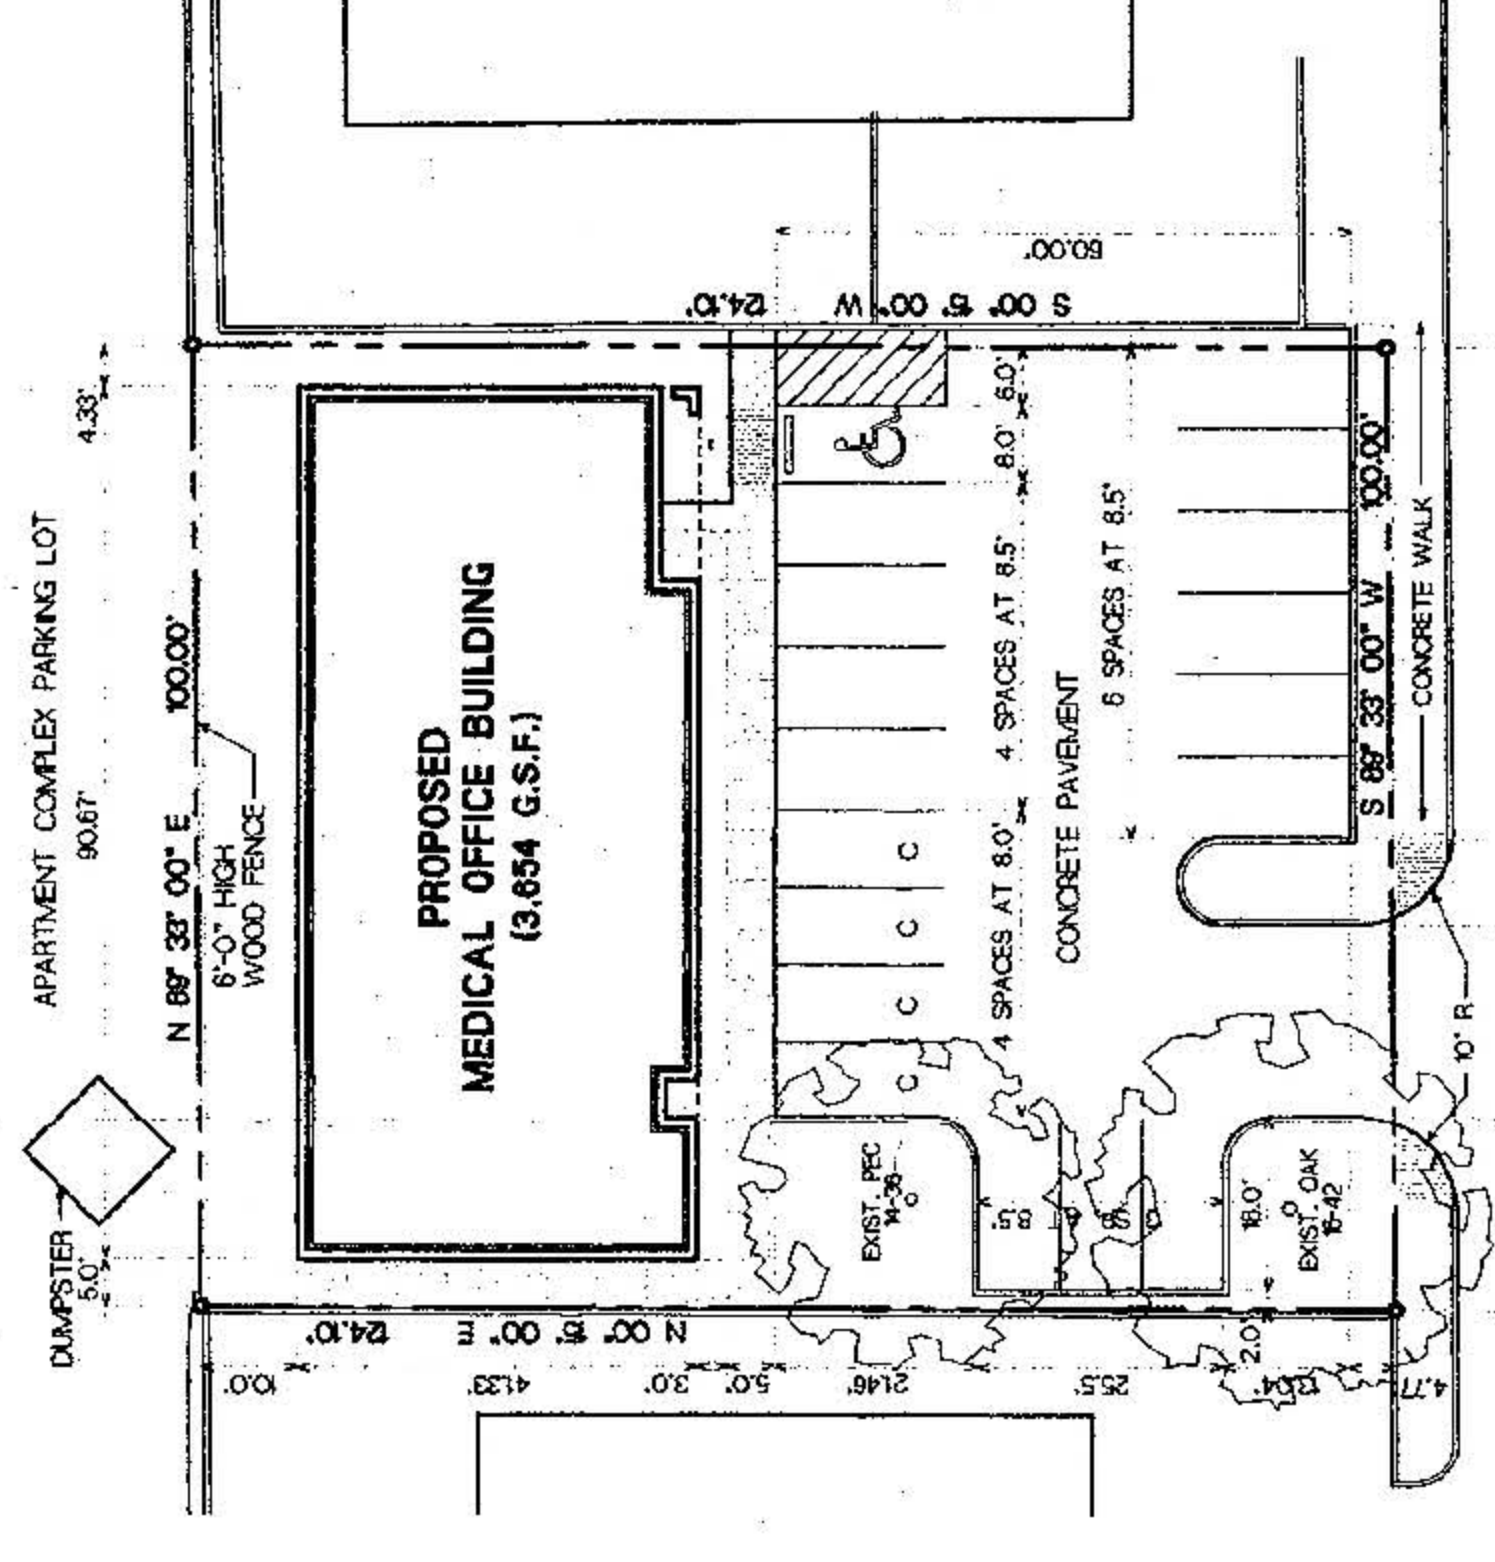 APARTMENT COMPLEX PARKING LOT
4.33'
90.67'
5.0'
DUMPSTER
N 89° 33' 00" E 100.00'
6'-0" HIGH
WOOD FENCE
PROPOSED
MEDICAL OFFICE BUILDING
(3,654 G.S.F.)
S 00° 15' 00" W 124.10'
60.00'
6.0'
8.0'
4 SPACES AT 8.5'
4 SPACES AT 8.0'
6 SPACES AT 8.5'
CONCRETE PAVEMENT
C
C
C
C
C
C
S 89° 33' 00" W 100.00'
CONCRETE WALK
10' R
EXIST. PEC
14-36
8.5'
18.0'
EXIST. OAK
16-42
2.0'
N 00° 15' 00" E 124.10'
10.0'
41.33'
3.0'
5.0'
21.46'
25.5'
13.04'
4.77